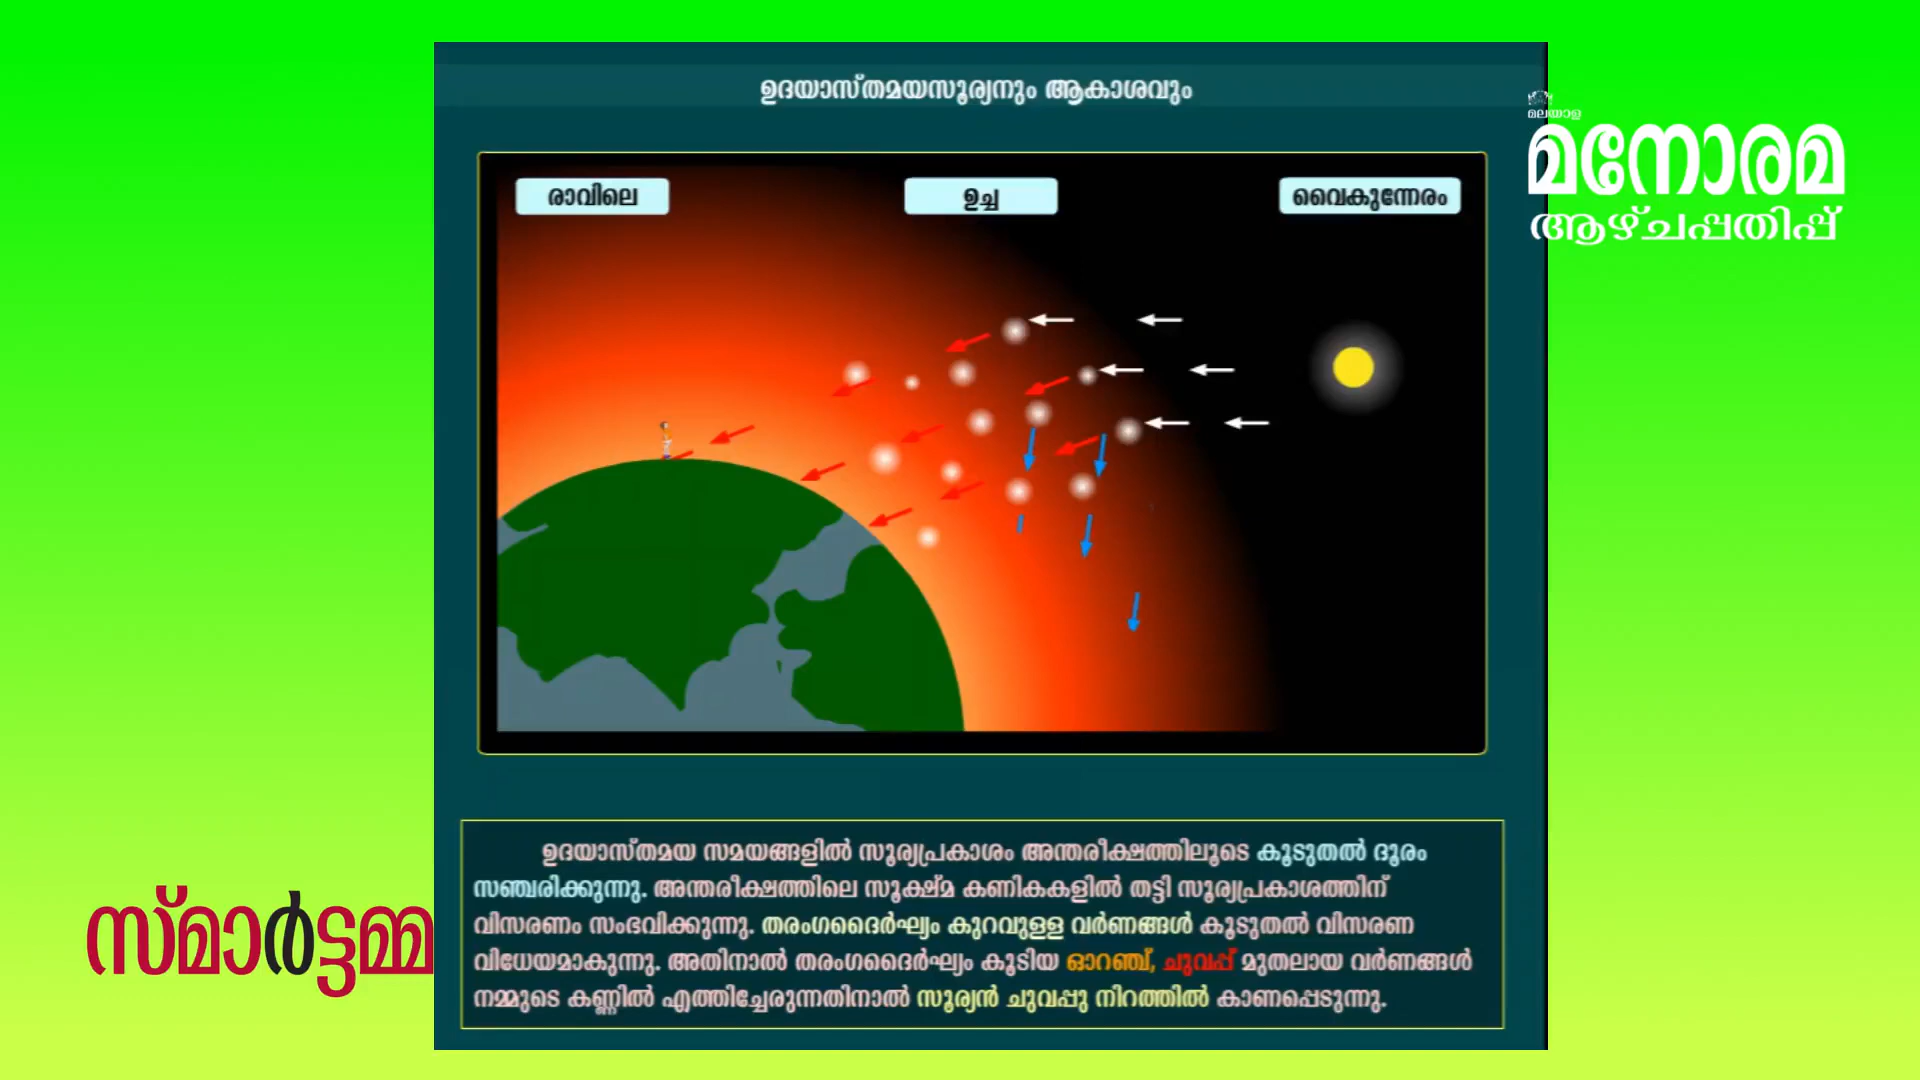 ഉദയാസ്തമയസൂര്യനും ആകാശവും
രാവിലെ
ഉച്ച
വൈകുന്നേരം
മലയാള
മനോരമ
ആഴ്ചപ്പതിപ്പ്
ഉദയാസ്തമയ സമയങ്ങളിൽ സൂര്യപ്രകാശം അന്തരീക്ഷത്തിലൂടെ കൂടുതൽ ദൂരം
സഞ്ചരിക്കുന്നു. അന്തരീക്ഷത്തിലെ സൂക്ഷ്മ കണികകളിൽ തട്ടി സൂര്യപ്രകാശത്തിന്
വിസരണം സംഭവിക്കുന്നു. തരംഗദൈർഘ്യം കുറവുളള വർണങ്ങൾ കൂടുതൽ വിസരണ
വിധേയമാകുന്നു. അതിനാൽ തരംഗദൈർഘ്യം കൂടിയ ഓറഞ്ച്, ചുവപ്പ് മുതലായ വർണങ്ങൾ
നമ്മുടെ കണ്ണിൽ എത്തിച്ചേരുന്നതിനാൽ സൂര്യൻ ചുവപ്പു നിറത്തിൽ കാണപ്പെടുന്നു.
സ്മാർട്ടമ്മ